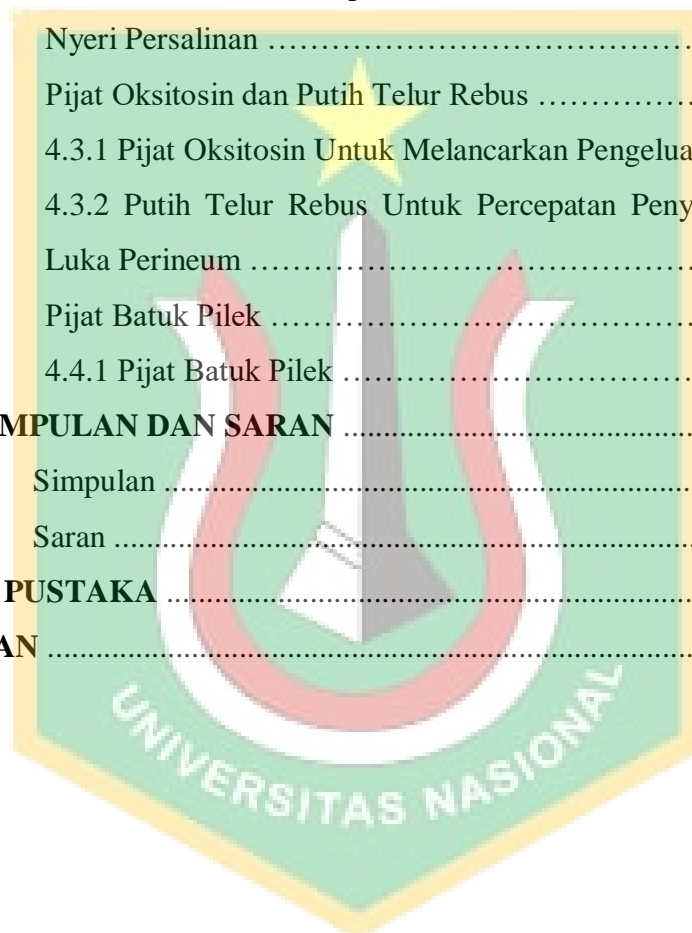 Nyeri Persalinan ……………………………………
Pijat Oksitosin dan Putih Telur Rebus ……………
4.3.1 Pijat Oksitosin Untuk Melancarkan Pengelua
4.3.2 Putih Telur Rebus Untuk Percepatan Peny
Luka Perineum ……………………………………
Pijat Batuk Pilek ……………………………………
4.4.1 Pijat Batuk Pilek ………………………………
MPULAN DAN SARAN ......................................................
Simpulan ..............................................................................
Saran .....................................................................................
PUSTAKA ..............................................................................
AN ..........................................................................................
UNIVERSITAS NASIONAL